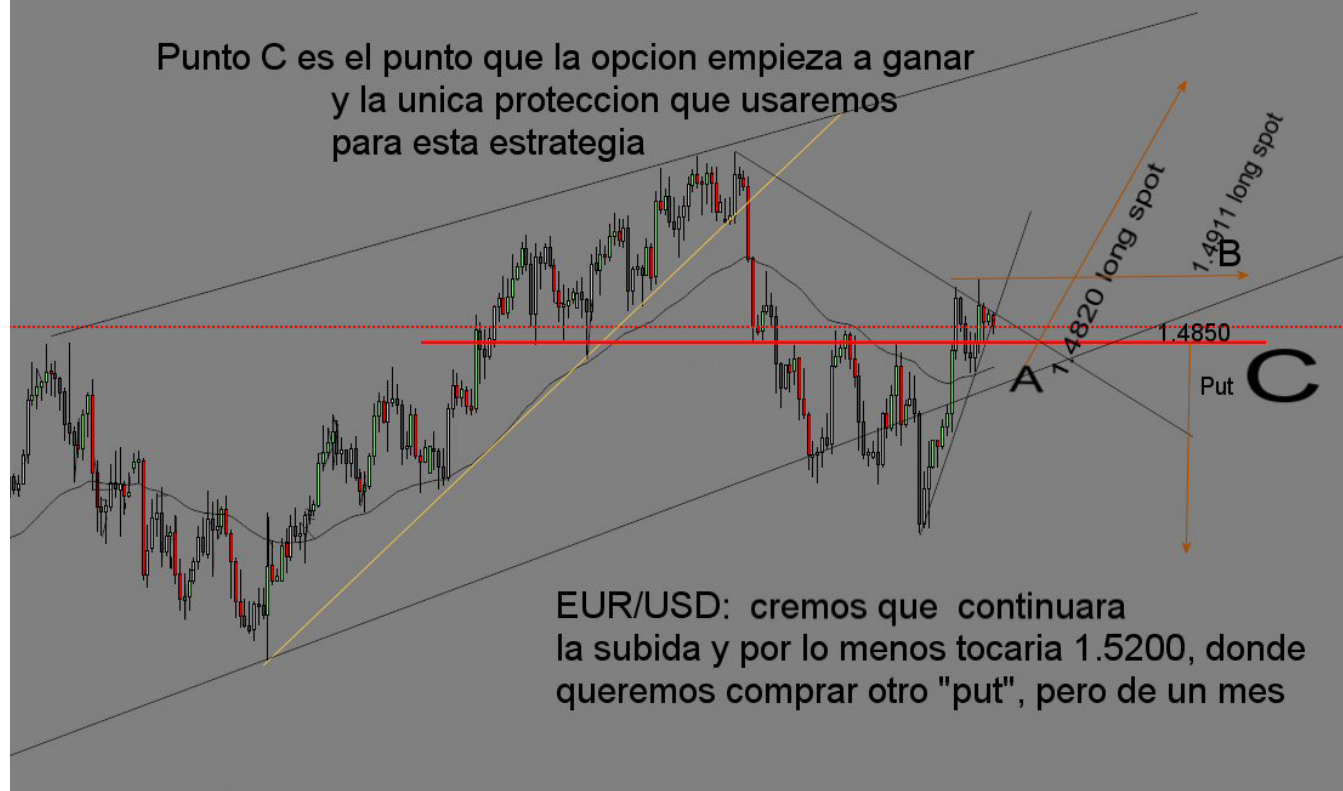 Punto C es el punto que la opcion empieza a ganar
y la unica proteccion que usaremos
para esta estrategia
1.4820 long spot
1.4911 long spot
B
1.4850
A
Put
C
EUR/USD: cremos que continuara
la subida y por lo menos tocaria 1.5200, donde
queremos comprar otro "put", pero de un mes